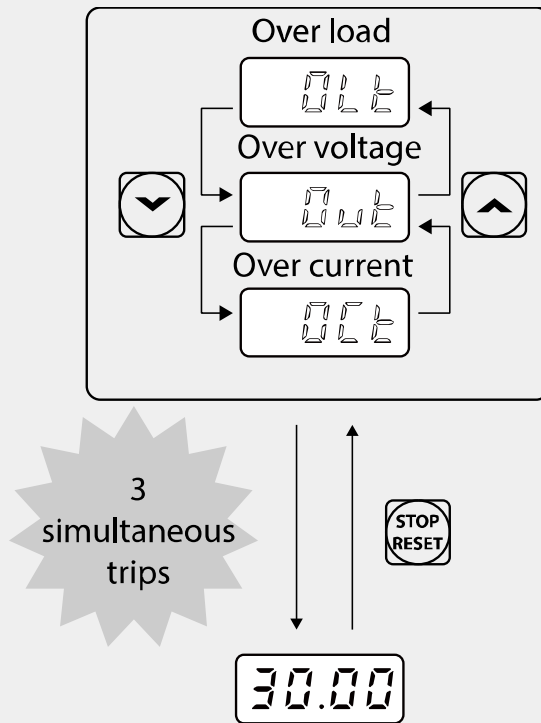 Over load
OLt
Over voltage
Out
Over current
OCt
3
simultaneous
trips
STOP
RESET
30.00